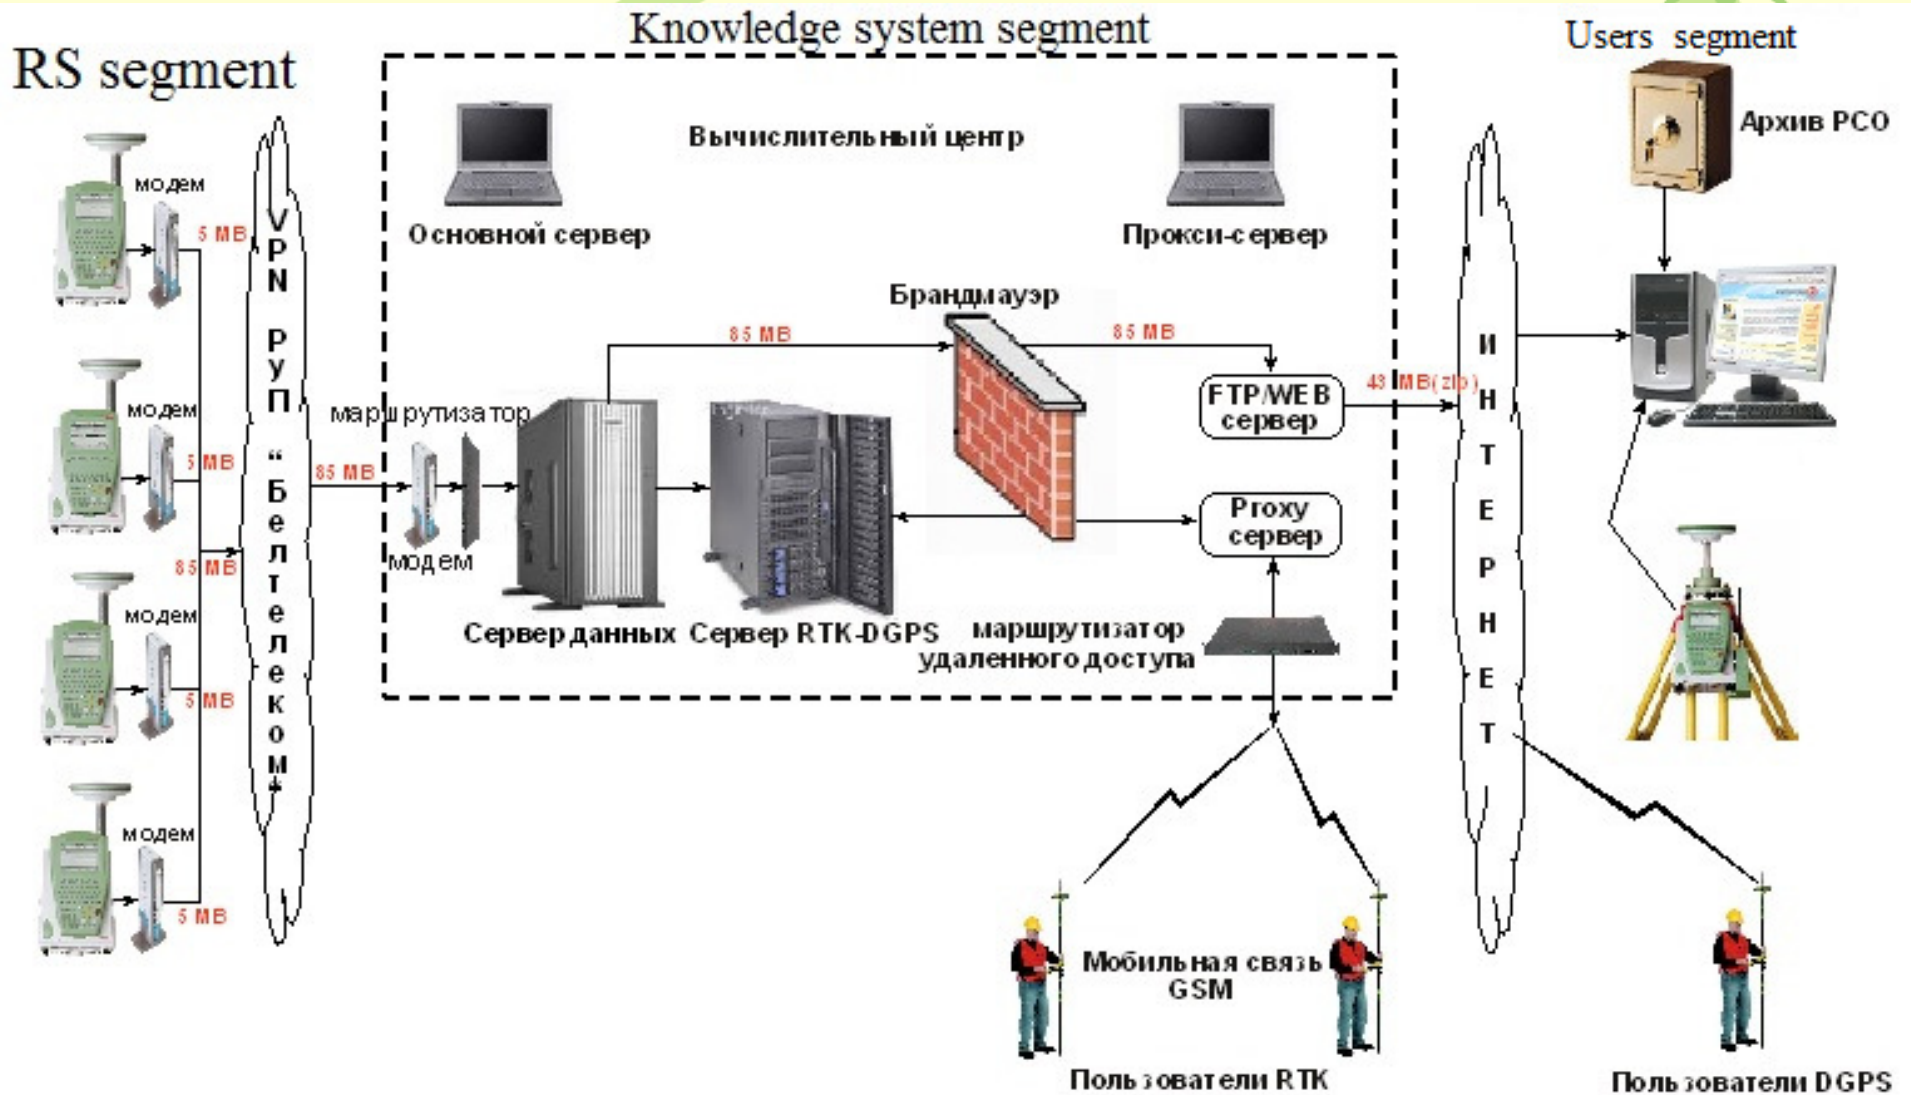 Knowledge system segment
Users segment
RS segment
Архив РСО
Вычислительный центр
модем
5 MB
Основной сервер
Прокси-сервер
VPN РУП "Белтелеком"
Брандмауэр
85 MB
85 MB
ИНТЕРНЕТ
FTP/WEB
сервер
43 MB(zip)
маршрутизатор
модем
5 MB
85 MB
модем
Proxy
сервер
85 MB
модем
Сервер данных
Сервер RTK-DGPS
маршрутизатор
удаленного доступа
5 MB
модем
5 MB
Мобильная связь
GSM
Пользователи RTK
Пользователи DGPS